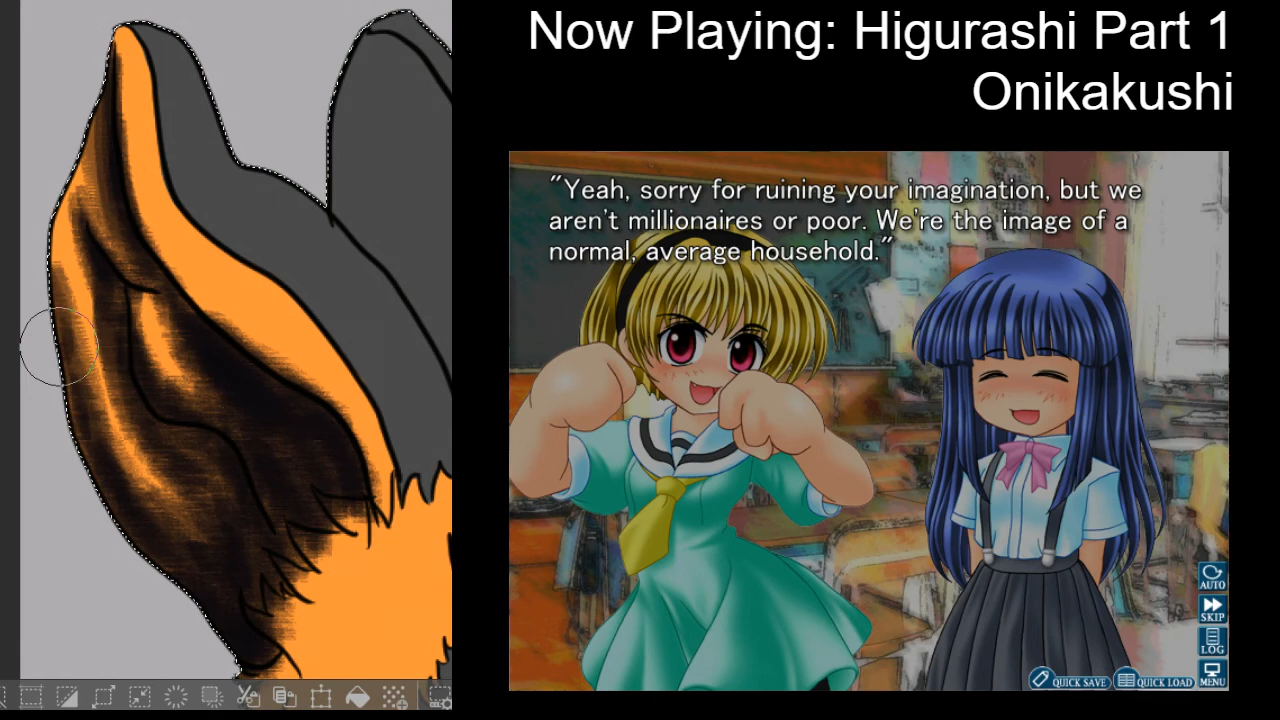 Now Playing: Higurashi Part 1
Onikakushi
"Yeah, sorry for ruining your imagination, but we
aren't millionaires or poor. We're the image of a
normal, average household."
AUTO
SKIP
LOG
MENU
QUICK SAVE
QUICK LOAD